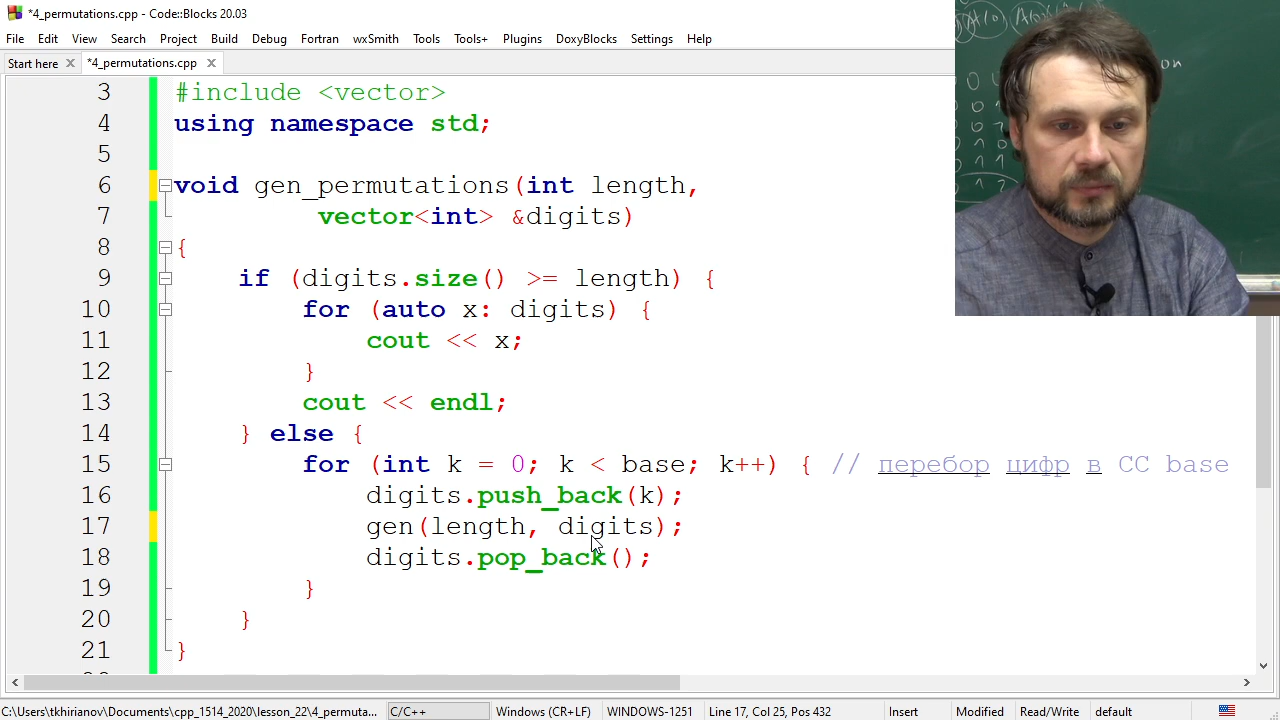 *4_permutations.cpp - Code::Blocks 20.03
File Edit View Search Project Build Debug Fortran wxSmith Tools Tools+ Plugins DoxyBlocks Settings Help
Start here *4_permutations.cpp
3 #include <vector>
4 using namespace std;
5
6 void gen_permutations(int length,
7 vector<int> &digits)
8 {
9 if (digits.size() >= length) {
10 for (auto x: digits) {
11 cout << x;
12 }
13 cout << endl;
14 } else {
15 for (int k = 0; k < base; k++) { // перебор цифр в СС base
16 digits.push_back(k);
17 gen(length, digits);
18 digits.pop_back();
19 }
20 }
21 }
C:\Users\tkhirianov\Documents\cpp_1514_2020\lesson_22\4_permuta... C/C++ Windows (CR+LF) WINDOWS-1251 Line 17, Col 25, Pos 432 Insert Modified Read/Write default